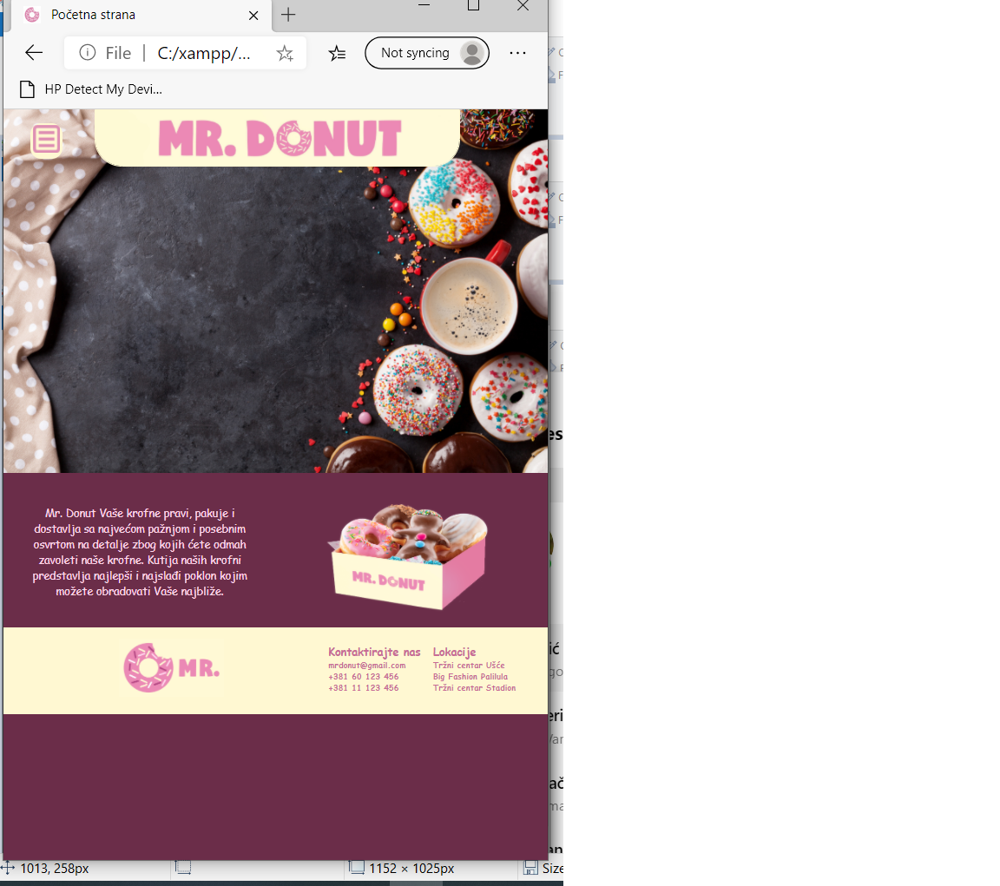 Početna strana
File
C:/xampp/...
Not syncing
HP Detect My Devi...
MR. DONUT
Mr. Donut Vaše krofne pravi, pakuje i
dostavlja sa najvećom pažnjom i posebnim
osvrtom na detalje zbog kojih ćete odmah
zavoleti naše krofne. Kutija naših krofni
predstavlja najlepši i najslađi poklon kojim
možete obradovati Vaše najbliže.
MR. DONUT
MR.
Kontaktirajte nas
mrdonut@gmail.com
+381 60 123 456
+381 11 123 456
Lokacije
Tržni centar Ušće
Big Fashion Palilula
Tržni centar Stadion
1013, 258px
1152 × 1025px
Size